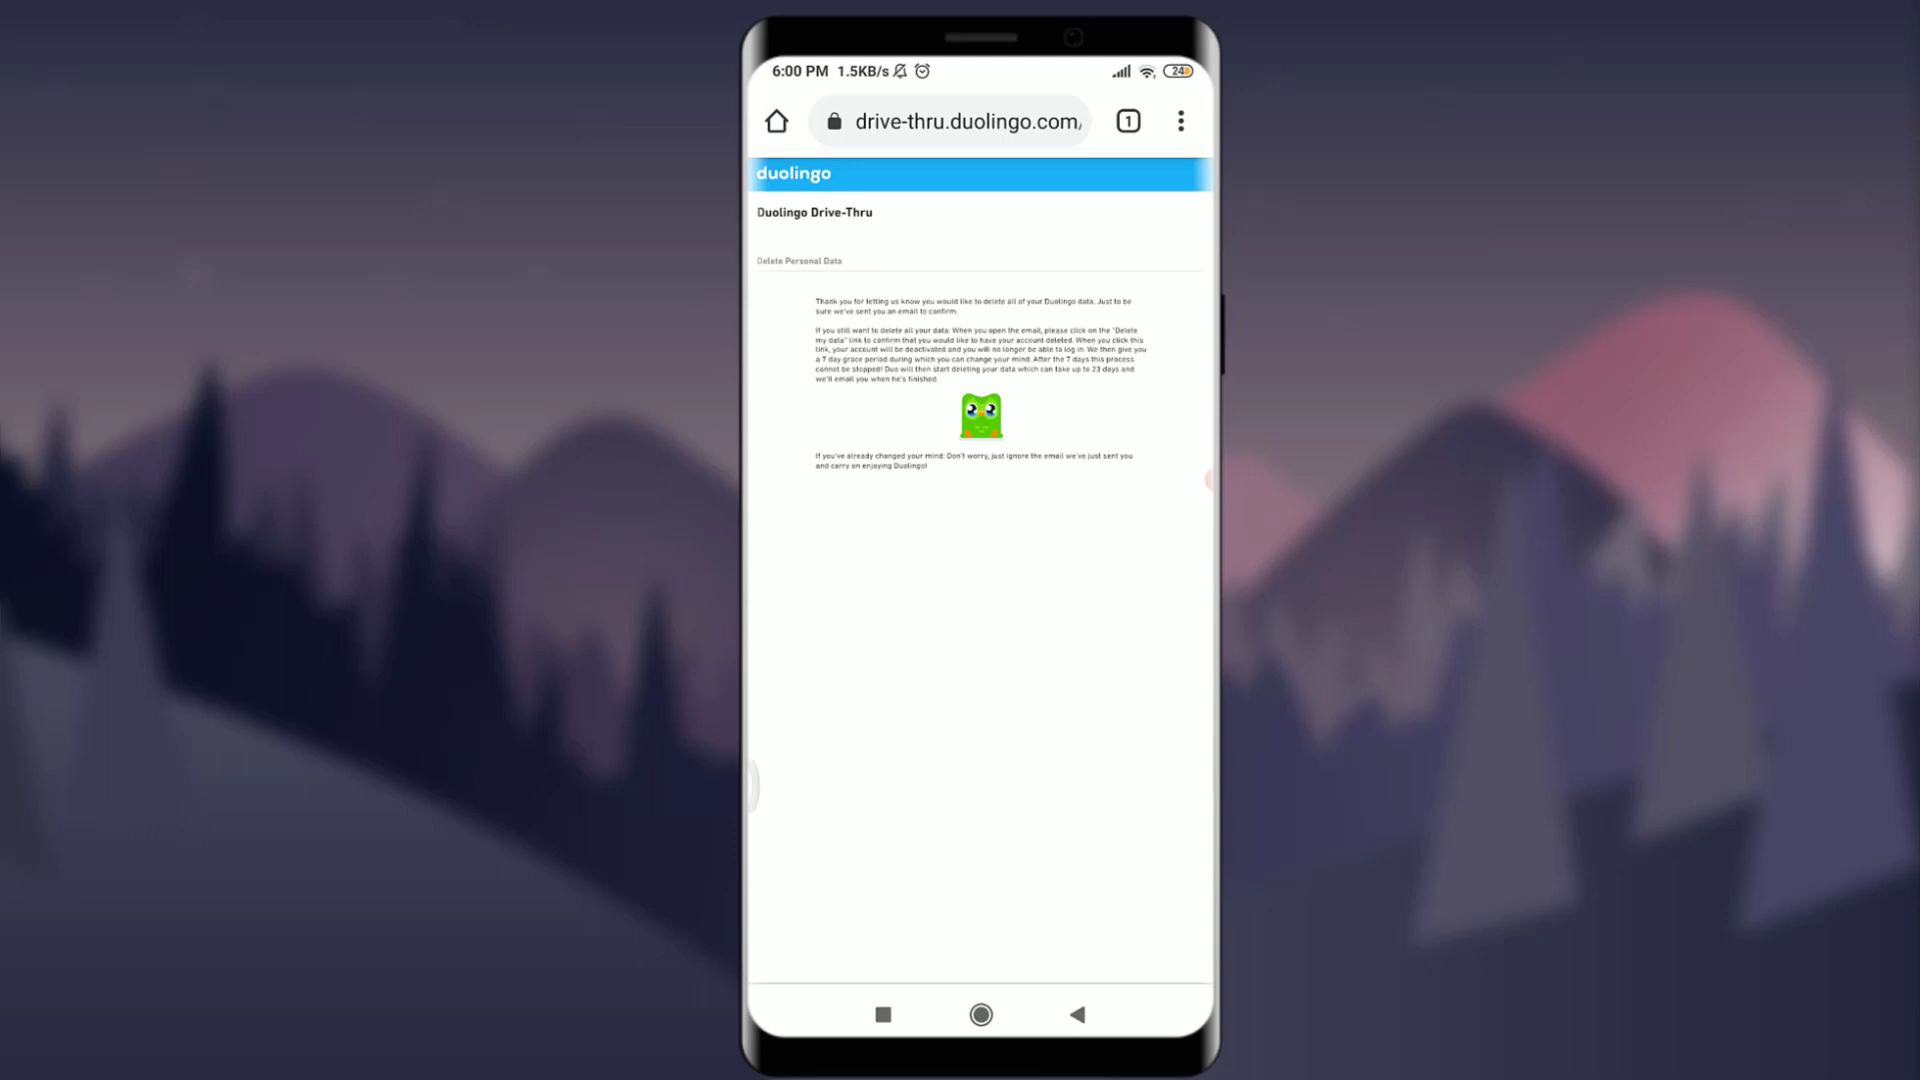 6:00 PM 1.5KB/s
24
drive-thru.duolingo.com/
1
duolingo
Duolingo Drive-Thru
Delete Personal Data
Thank you for letting us know you would like to delete all of your Duolingo data. Just to be
sure we've sent you an email to confirm.
If you still want to delete all your data: When you open the email, please click on the "Delete
my data" link to confirm that you would like to have your account deleted. When you click this
link, your account will be deactivated and you will no longer be able to log in. We then give you
a 7 day grace period during which you can change your mind. After the 7 days this process
cannot be stopped! Duo will then start deleting your data which can take up to 23 days and
we'll email you when he's finished.
If you've already changed your mind: Don't worry, just ignore the email we've just sent you
and carry on enjoying Duolingo!